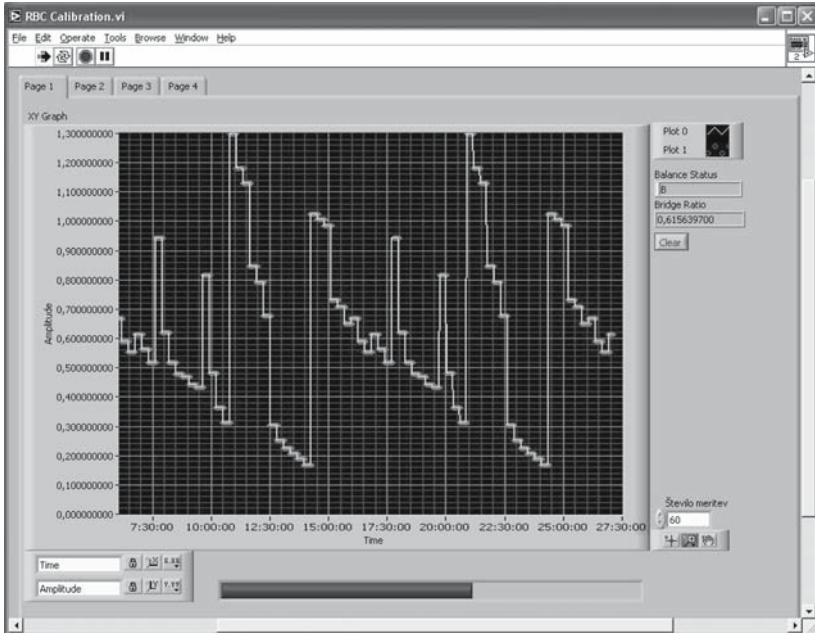 RBC Calibration.vi
File Edit Operate Tools Browse Window Help
2
Page 1 Page 2 Page 3 Page 4
XY Graph
1,300000000
1,200000000
1,100000000
1,000000000
0,900000000
0,800000000
0,700000000
0,600000000
0,500000000
0,400000000
0,300000000
0,200000000
0,100000000
0,000000000
Amplitude
7:30:00 10:00:00 12:30:00 15:00:00 17:30:00 20:00:00 22:30:00 25:00:00 27:30:00
Time
Plot 0
Plot 1
Balance Status
B
Bridge Ratio
0,615639700
Clear
Število meritev
60
Time
Amplitude